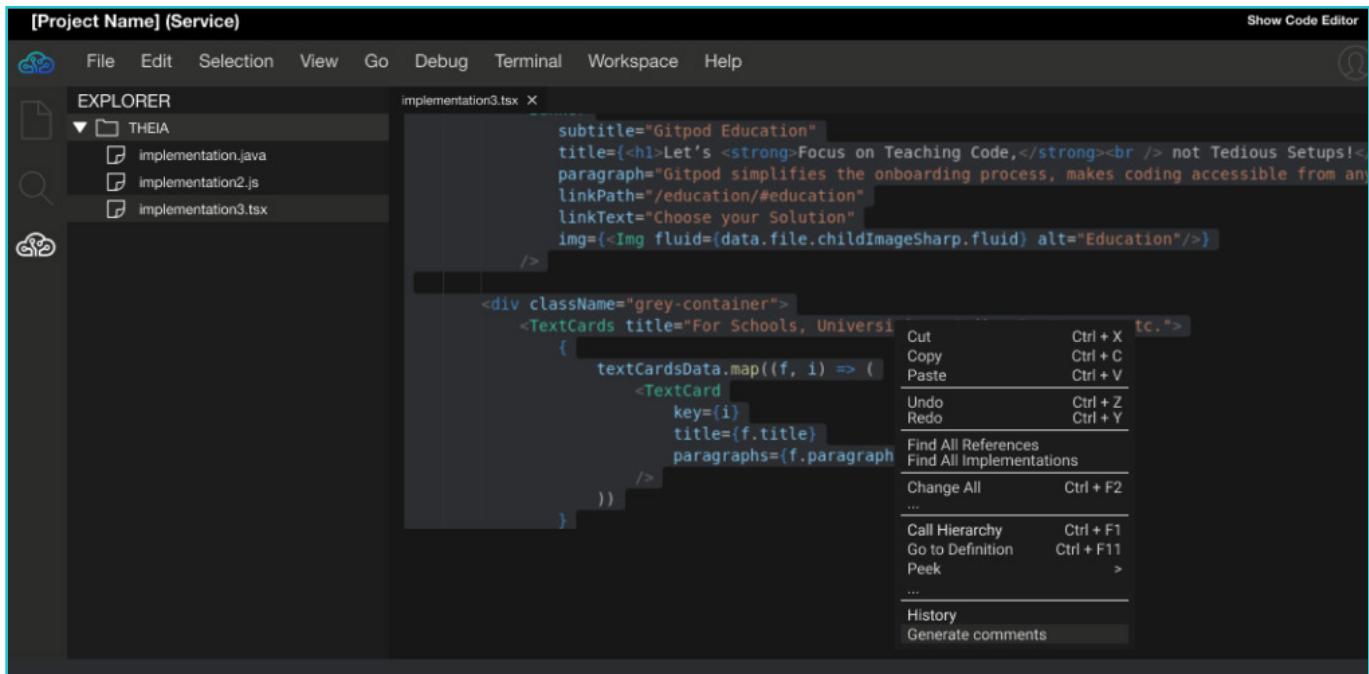 [Project Name] (Service)
Show Code Editor
File Edit Selection View Go Debug Terminal Workspace Help
EXPLORER
THEIA
implementation.java
implementation2.js
implementation3.tsx
implementation3.tsx X
subtitle="Gitpod Education"
title={<h1>Let's <strong>Focus on Teaching Code,</strong><br /> not Tedious Setups!<
paragraph="Gitpod simplifies the onboarding process, makes coding accessible from
linkPath="/education/#education"
linkText="Choose your Solution"
img={<Img fluid={data.file.childImageSharp.fluid} alt="Education"/>}
/>
<div className="grey-container">
<TextCards title="For Schools, tc.">
{
textCardsData.map((f, i) => (
<TextCard
key={i}
title={f.title}
paragraphs={f.paragraph
/>
))
}
Cut Ctrl + X
Copy Ctrl + C
Paste Ctrl + V
Undo Ctrl + Z
Redo Ctrl + Y
Find All References
Find All Implementations
Change All Ctrl + F2
...
Call Hierarchy Ctrl + F1
Go to Definition Ctrl + F11
Peek >
...
History
Generate comments